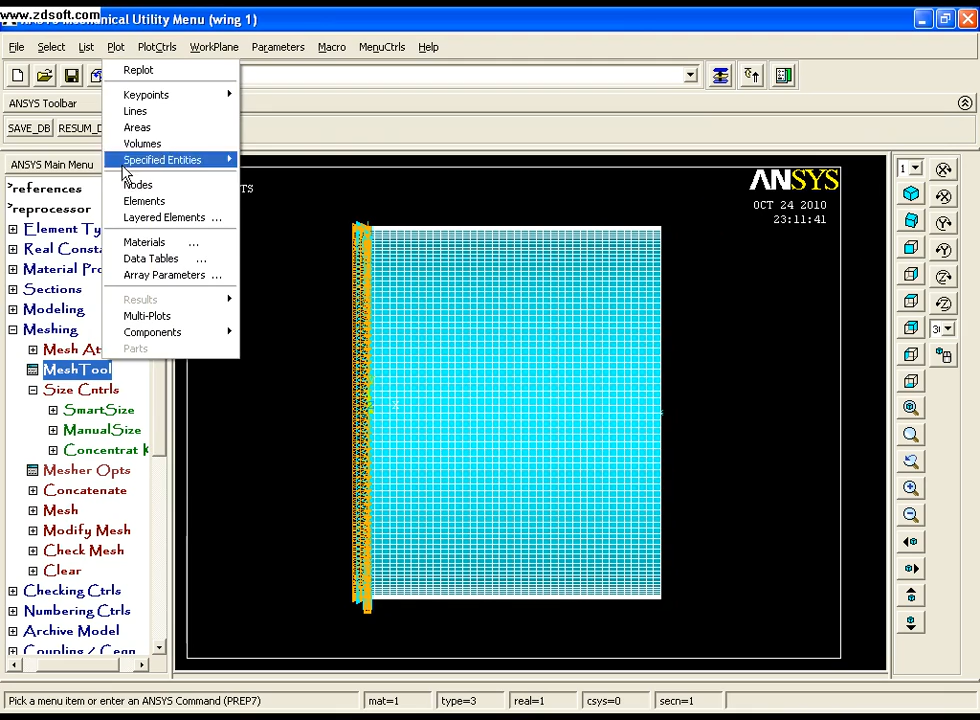 www.zdsoft.com
nical Utility Menu (wing 1)
File Select List Plot PlotCtrls WorkPlane Parameters Macro MenuCtrls Help
ANSYS Toolbar
SAVE_DB RESUM_D
Replot
Keypoints
Lines
Areas
Volumes
Specified Entities
Nodes
Elements
Layered Elements ...
Materials ...
Data Tables ...
Array Parameters ...
Results
Multi-Plots
Components
Parts
ANSYS Main Menu
>references
>reprocessor
Element Ty
Real Consta
Material Pro
Sections
Modeling
Meshing
Mesh At
MeshTool
Size Cntrls
SmartSize
ManualSize
Concentrat K
Mesher Opts
Concatenate
Mesh
Modify Mesh
Check Mesh
Clear
Checking Ctrls
Numbering Ctrls
Archive Model
Coupling / Ceqn
TS
ANSYS
OCT 24 2010
23:11:41
X
1
Pick a menu item or enter an ANSYS Command (PREP7) mat=1 type=3 real=1 csys=0 secn=1